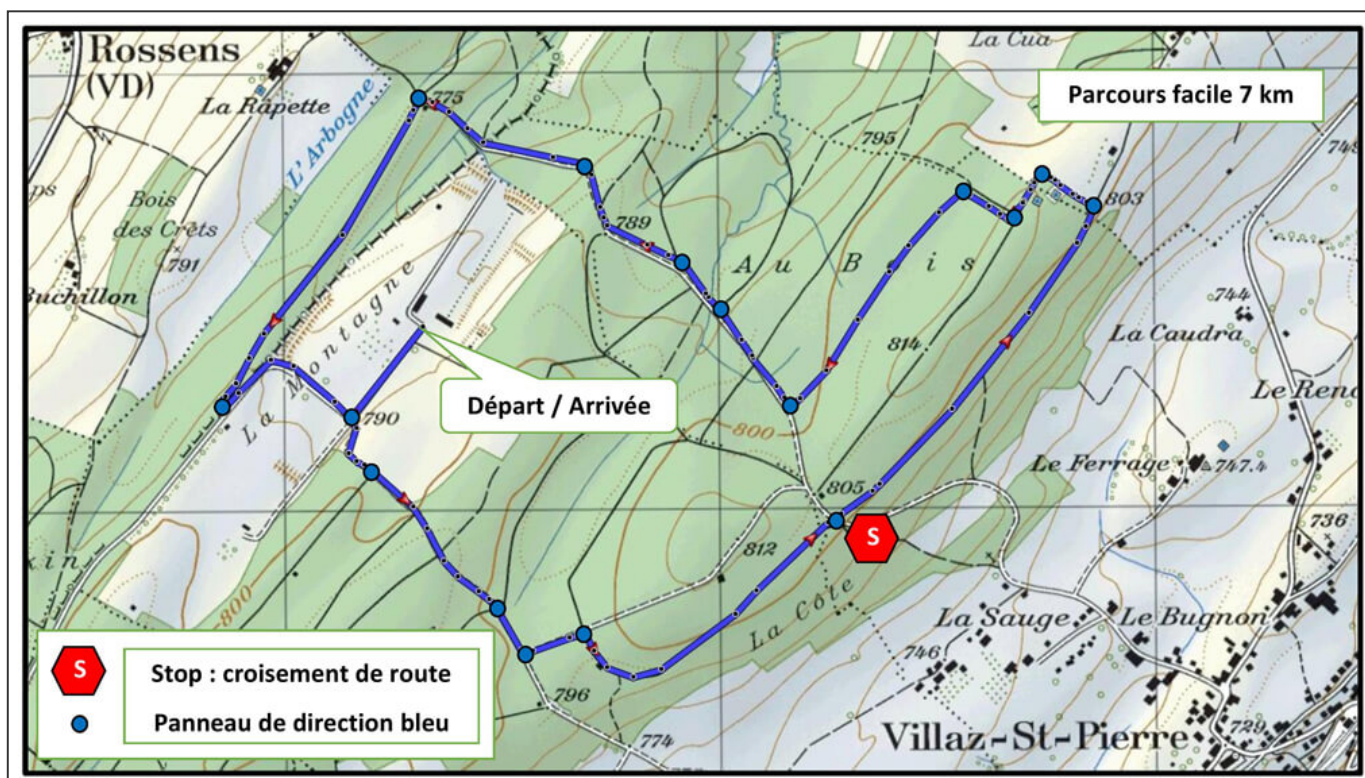 Rossens
(VD)
La Rapette
L'Arbogne
775
La Cua
Parcours facile 7 km
795
748
Bois
des Crêts
791
Buchillon
789
Au Bois
803
744
La Caudra
814
La Montagne
Départ / Arrivée
790
800
Le Ferrage
747.4
805
812
736
La Côte
800
La Sauge
Le Bugnon
746
796
774
Villaz-St-Pierre
729
S
S Stop : croisement de route
Panneau de direction bleu